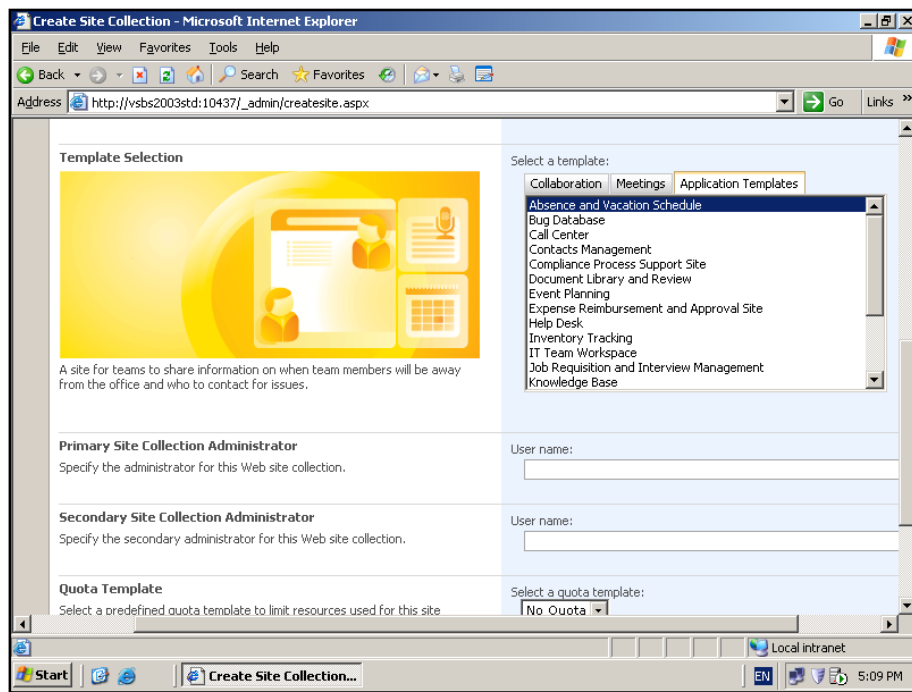 Create Site Collection - Microsoft Internet Explorer
File Edit View Favorites Tools Help
Back Search Favorites
Address http://vsbs2003std:10437/_admin/createsite.aspx Go Links »
Template Selection
Select a template:
Collaboration Meetings Application Templates
Absence and Vacation Schedule
Bug Database
Call Center
Contacts Management
Compliance Process Support Site
Document Library and Review
Event Planning
Expense Reimbursement and Approval Site
Help Desk
Inventory Tracking
IT Team Workspace
Job Requisition and Interview Management
Knowledge Base
A site for teams to share information on when team members will be away
from the office and who to contact for issues.
Primary Site Collection Administrator
Specify the administrator for this Web site collection.
User name:
Secondary Site Collection Administrator
Specify the secondary administrator for this Web site collection.
User name:
Quota Template
Select a predefined quota template to limit resources used for this site
Select a quota template:
No Quota
Local intranet
Start Create Site Collection... EN 5:09 PM